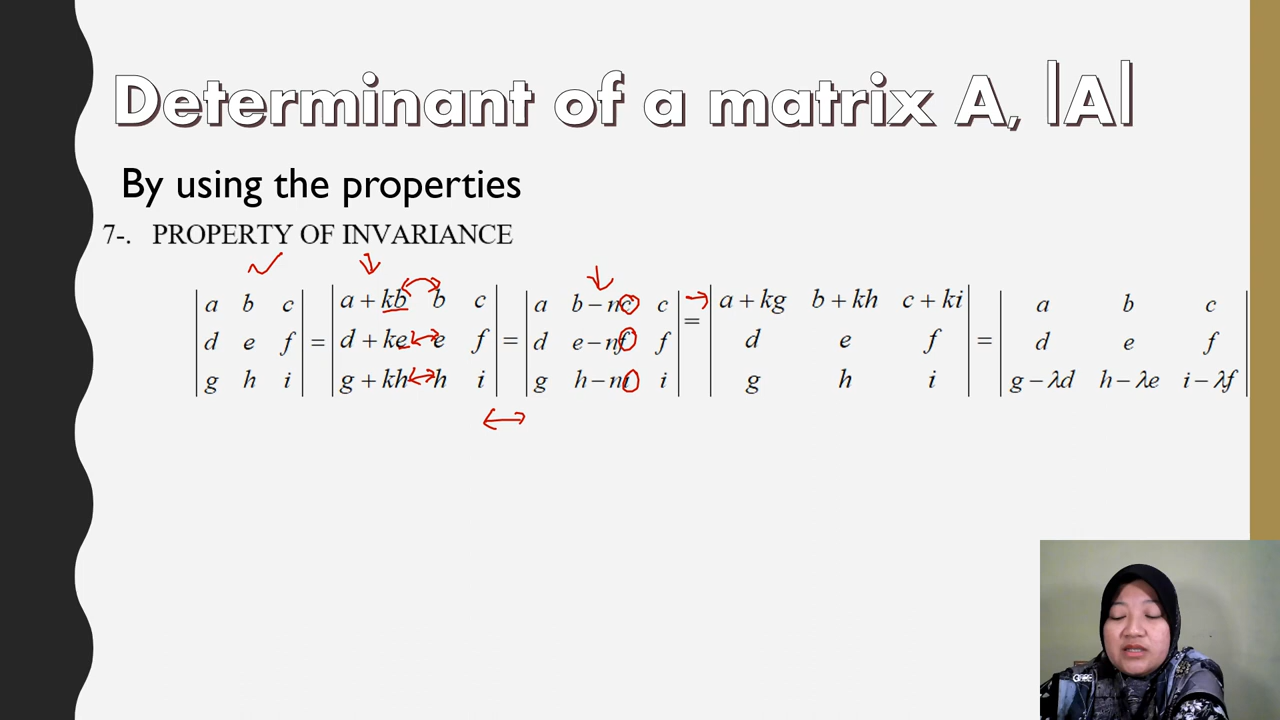 Determinant of a matrix A, |A|
By using the properties
7-. PROPERTY OF INVARIANCE
| a b c | | a + kb b c | | a b − nc c | | a + kg b + kh c + ki | | a b c |
| d e f | = | d + ke e f | = | d e − nf f | = | d e f | = | d e f |
| g h i | | g + kh h i | | g h − ni i | | g h i | | g − λd h − λe i − λf |